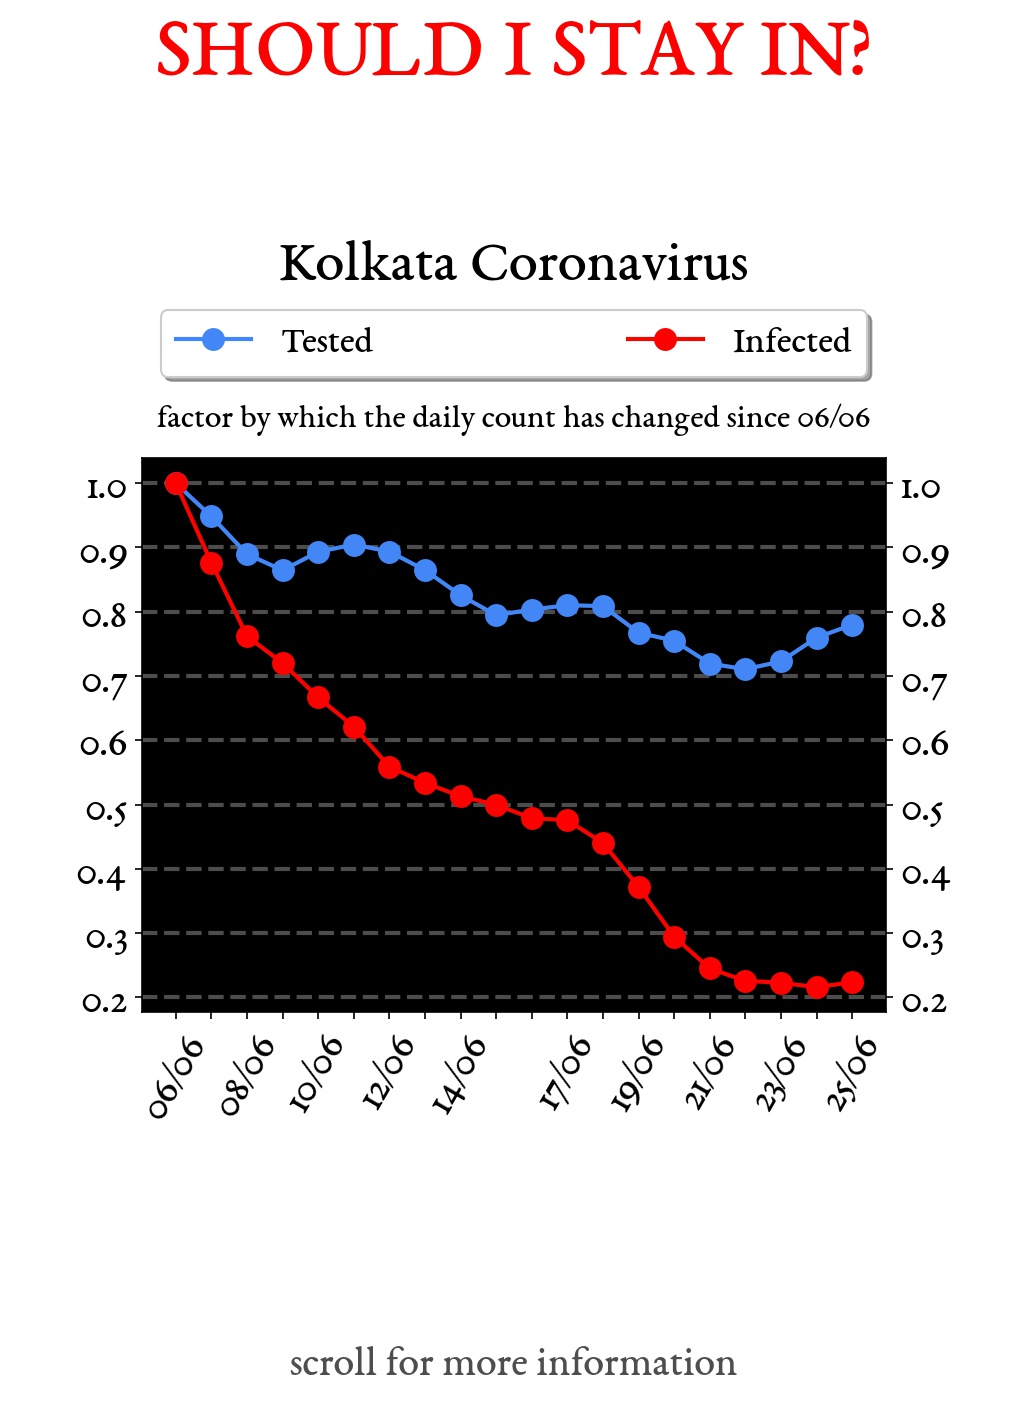 SHOULD I STAY IN?
Kolkata Coronavirus
Tested Infected
factor by which the daily count has changed since 06/06
1.0 1.0
0.9 0.9
0.8 0.8
0.7 0.7
0.6 0.6
0.5 0.5
0.4 0.4
0.3 0.3
0.2 0.2
06/06 08/06 10/06 12/06 14/06 17/06 19/06 21/06 23/06 25/06
scroll for more information